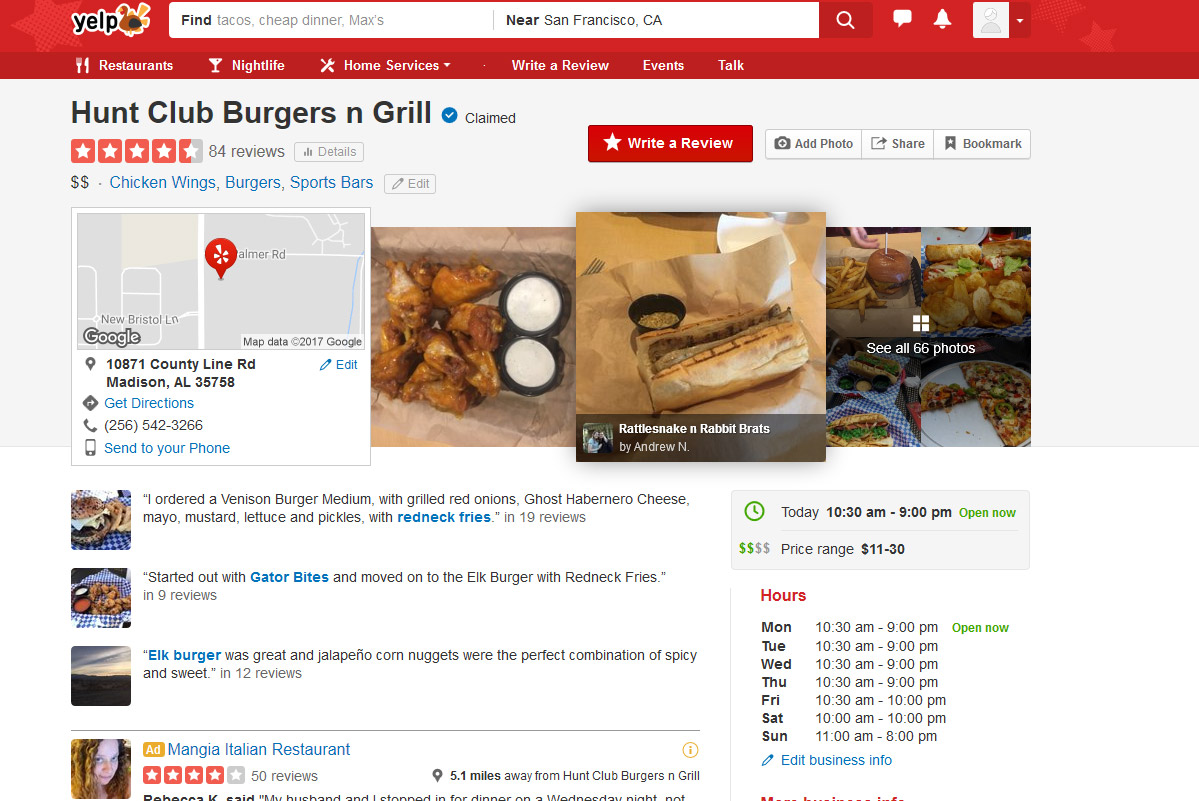 yelp
Find tacos, cheap dinner, Max's
Near San Francisco, CA
Restaurants
Nightlife
Home Services
Write a Review
Events
Talk
Hunt Club Burgers n Grill
Claimed
84 reviews
Details
Write a Review
Add Photo
Share
Bookmark
$$ · Chicken Wings, Burgers, Sports Bars
Edit
almer Rd
New Bristol Ln
Google
Map data ©2017 Google
10871 County Line Rd
Edit
Madison, AL 35758
Get Directions
(256) 542-3266
Send to your Phone
Rattlesnake n Rabbit Brats
by Andrew N.
See all 66 photos
“I ordered a Venison Burger Medium, with grilled red onions, Ghost Habernero Cheese,
mayo, mustard, lettuce and pickles, with redneck fries.” in 19 reviews
“Started out with Gator Bites and moved on to the Elk Burger with Redneck Fries.”
in 9 reviews
“Elk burger was great and jalapeño corn nuggets were the perfect combination of spicy
and sweet.” in 12 reviews
Ad Mangia Italian Restaurant
50 reviews
5.1 miles away from Hunt Club Burgers n Grill
Rebecca K. said "My husband and I stopped in for dinner on a Wednesday night, not
Today 10:30 am - 9:00 pm Open now
$$$$ Price range $11-30
Hours
Mon 10:30 am - 9:00 pm Open now
Tue 10:30 am - 9:00 pm
Wed 10:30 am - 9:00 pm
Thu 10:30 am - 9:00 pm
Fri 10:30 am - 10:00 pm
Sat 10:00 am - 10:00 pm
Sun 11:00 am - 8:00 pm
Edit business info
More business info